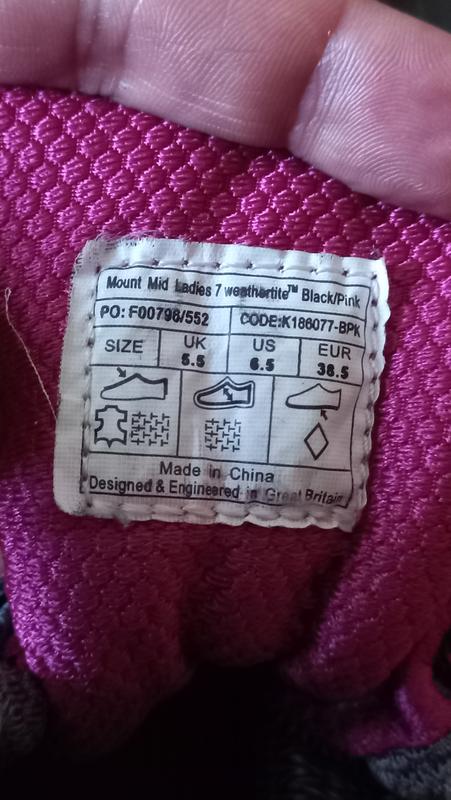 Mount Mid Ladies 7 weathertite™ Black/Pink
PO: F00798/552 CODE:K186077-BPK
SIZE UK US EUR
5.5 6.5 38.5
Made in China
Designed & Engineered in Great Britain